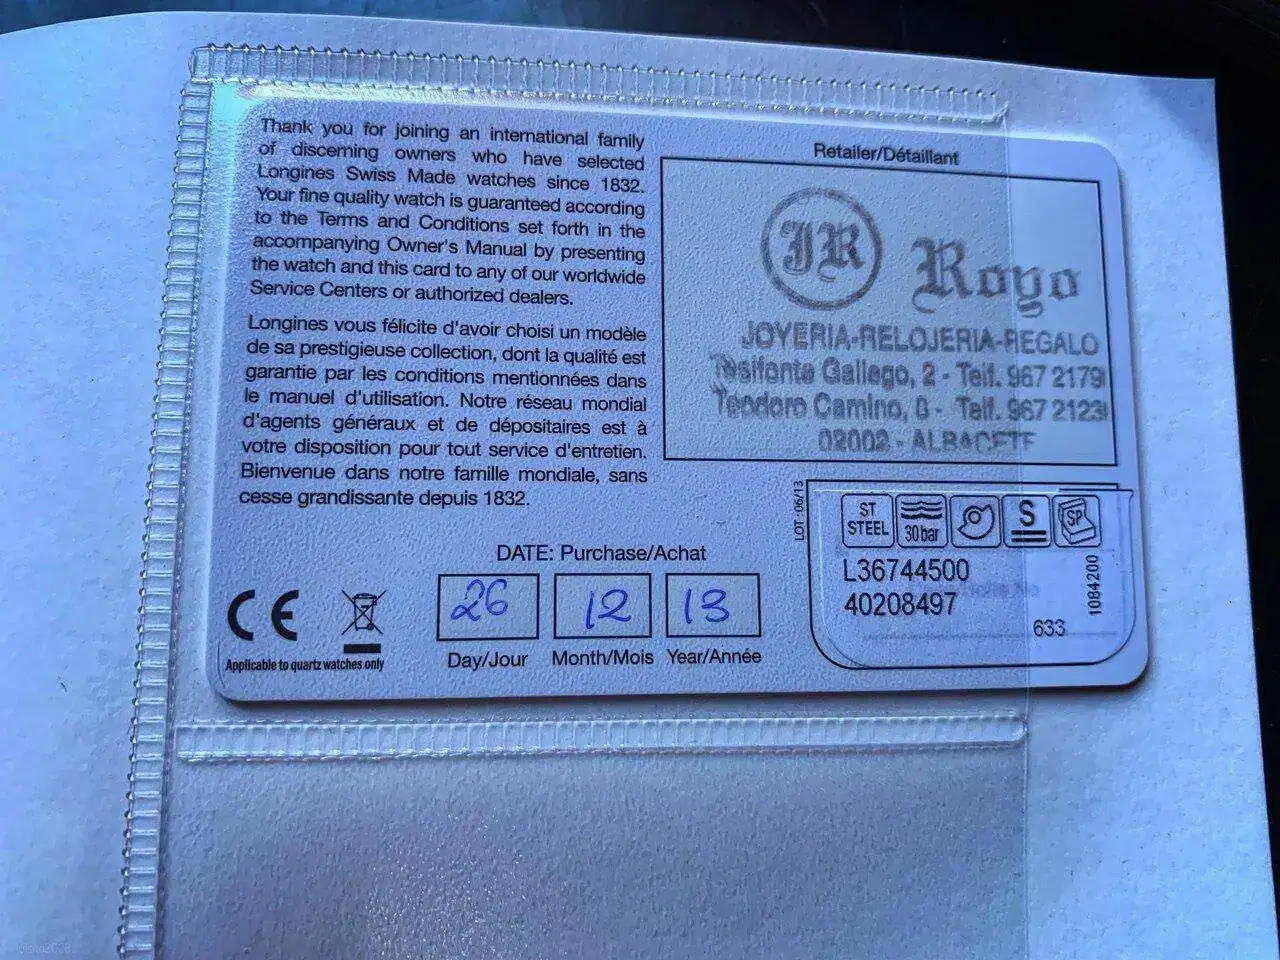 Thank you for joining an international family
of discerning owners who have selected
Longines Swiss Made watches since 1832.
Your fine quality watch is guaranteed according
to the Terms and Conditions set forth in the
accompanying Owner's Manual by presenting
the watch and this card to any of our worldwide
Service Centers or authorized dealers.
Longines vous félicite d'avoir choisi un modèle
de sa prestigieuse collection, dont la qualité est
garantie par les conditions mentionnées dans
le manuel d'utilisation. Notre réseau mondial
d'agents généraux et de dépositaires est à
votre disposition pour tout service d'entretien.
Bienvenue dans notre famille mondiale, sans
cesse grandissante depuis 1832.
Retailer/Détaillant
JR Royo
JOYERIA-RELOJERIA-REGALO
Gallego, 2 - Telf. 967 2179
Teodoro Camino, - Telf. 967 2123
02002 - ALBACETE
LOT : 06/13
ST STEEL 30 bar S SP
L36744500
40208497
633
1084200
DATE: Purchase/Achat
26 12 13
Day/Jour Month/Mois Year/Année
CE
Applicable to quartz watches only